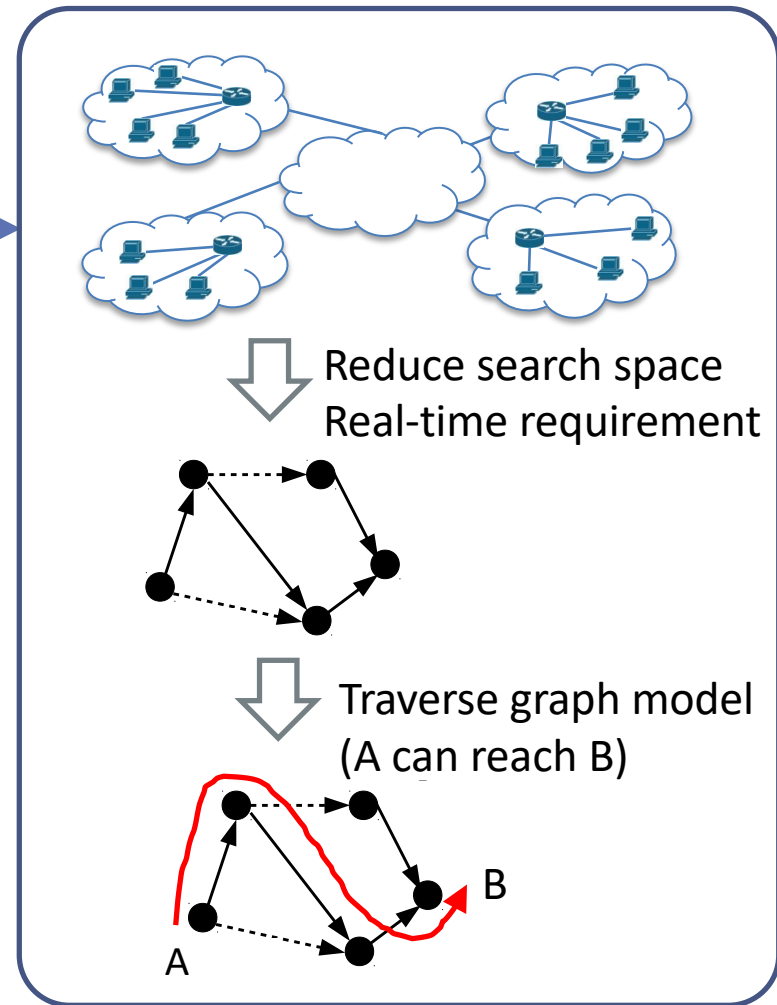 Reduce search space
Real-time requirement
Traverse graph model
(A can reach B)
B
A